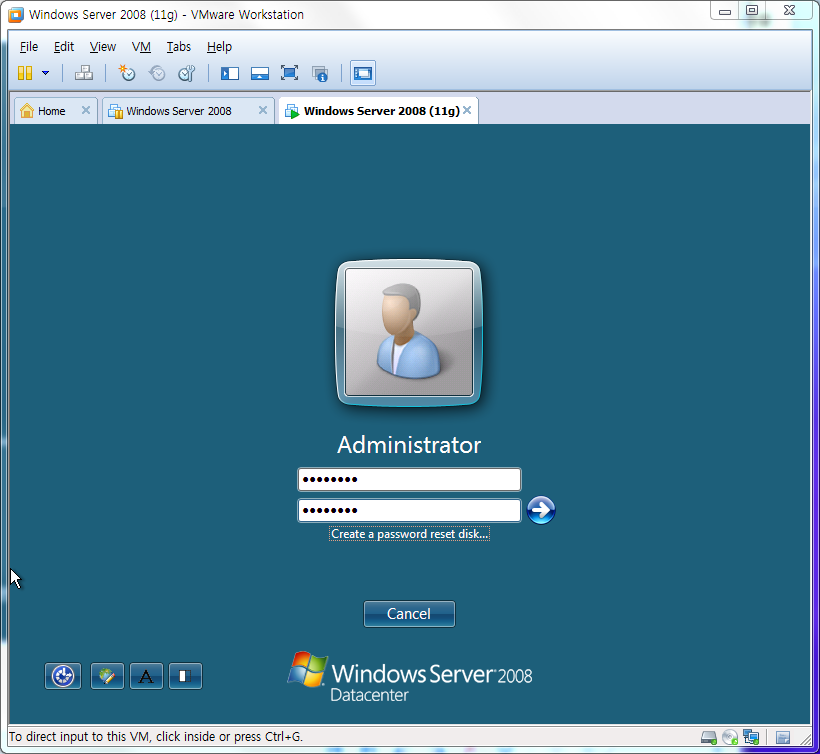 Windows Server 2008 (11g) - VMware Workstation
File Edit View VM Tabs Help
Home Windows Server 2008 Windows Server 2008 (11g)
Administrator
Create a password reset disk...
Cancel
A
Windows Server 2008
Datacenter
To direct input to this VM, click inside or press Ctrl+G.